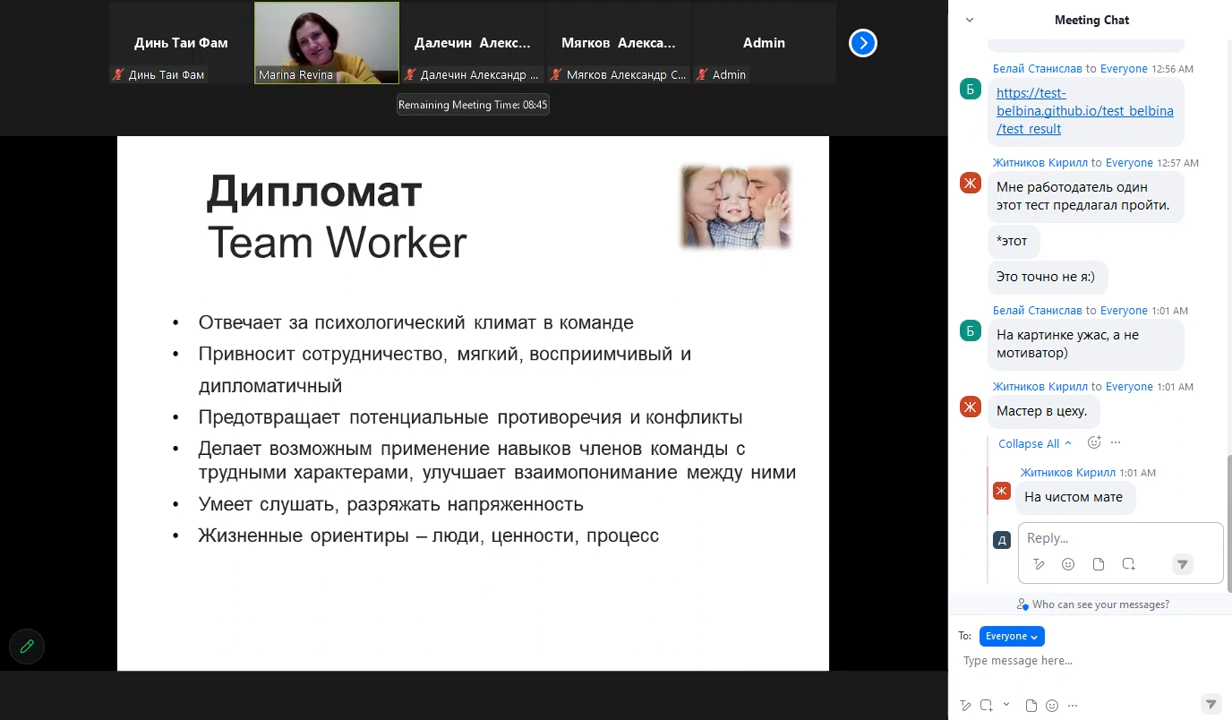 Динь Таи Фам
Далечин Алекс...
Мягков Алекса...
Admin
Динь Таи Фам
Marina Revina
Далечин Александр ...
Мягков Александр С...
Admin
Remaining Meeting Time: 08:45
Дипломат
Team Worker
• Отвечает за психологический климат в команде
• Привносит сотрудничество, мягкий, восприимчивый и
дипломатичный
• Предотвращает потенциальные противоречия и конфликты
• Делает возможным применение навыков членов команды с
трудными характерами, улучшает взаимопонимание между ними
• Умеет слушать, разряжать напряженность
• Жизненные ориентиры – люди, ценности, процесс
Meeting Chat
Белай Станислав to Everyone 12:56 AM
Б
https://test-
belbina.github.io/test_belbina
/test_result
Житников Кирилл to Everyone 12:57 AM
Ж
Мне работодатель один
этот тест предлагал пройти.
*этот
Это точно не я:)
Белай Станислав to Everyone 1:01 AM
Б
На картинке ужас, а не
мотиватор)
Житников Кирилл to Everyone 1:01 AM
Ж
Мастер в цеху.
Collapse All
Житников Кирилл 1:01 AM
Ж
На чистом мате
Д
Reply...
Who can see your messages?
To: Everyone
Type message here...